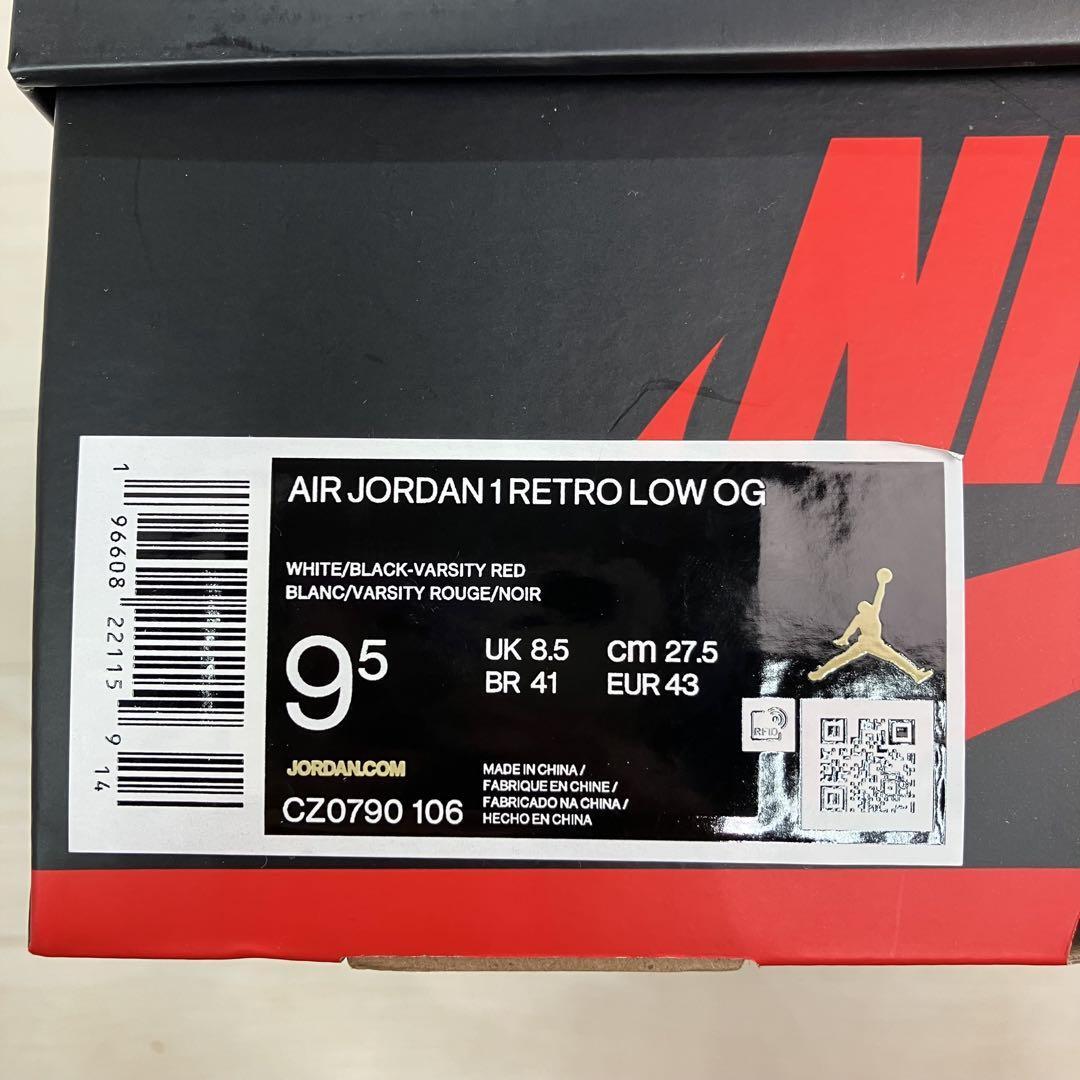 NI
AIR JORDAN 1 RETRO LOW OG
WHITE/BLACK-VARSITY RED
BLANC/VARSITY ROUGE/NOIR
9⁵
UK 8.5
BR 41
cm 27.5
EUR 43
RFID
JORDAN.COM
CZ0790 106
MADE IN CHINA /
FABRIQUE EN CHINE /
FABRICADO NA CHINA /
HECHO EN CHINA
1 96608 22115 9 14